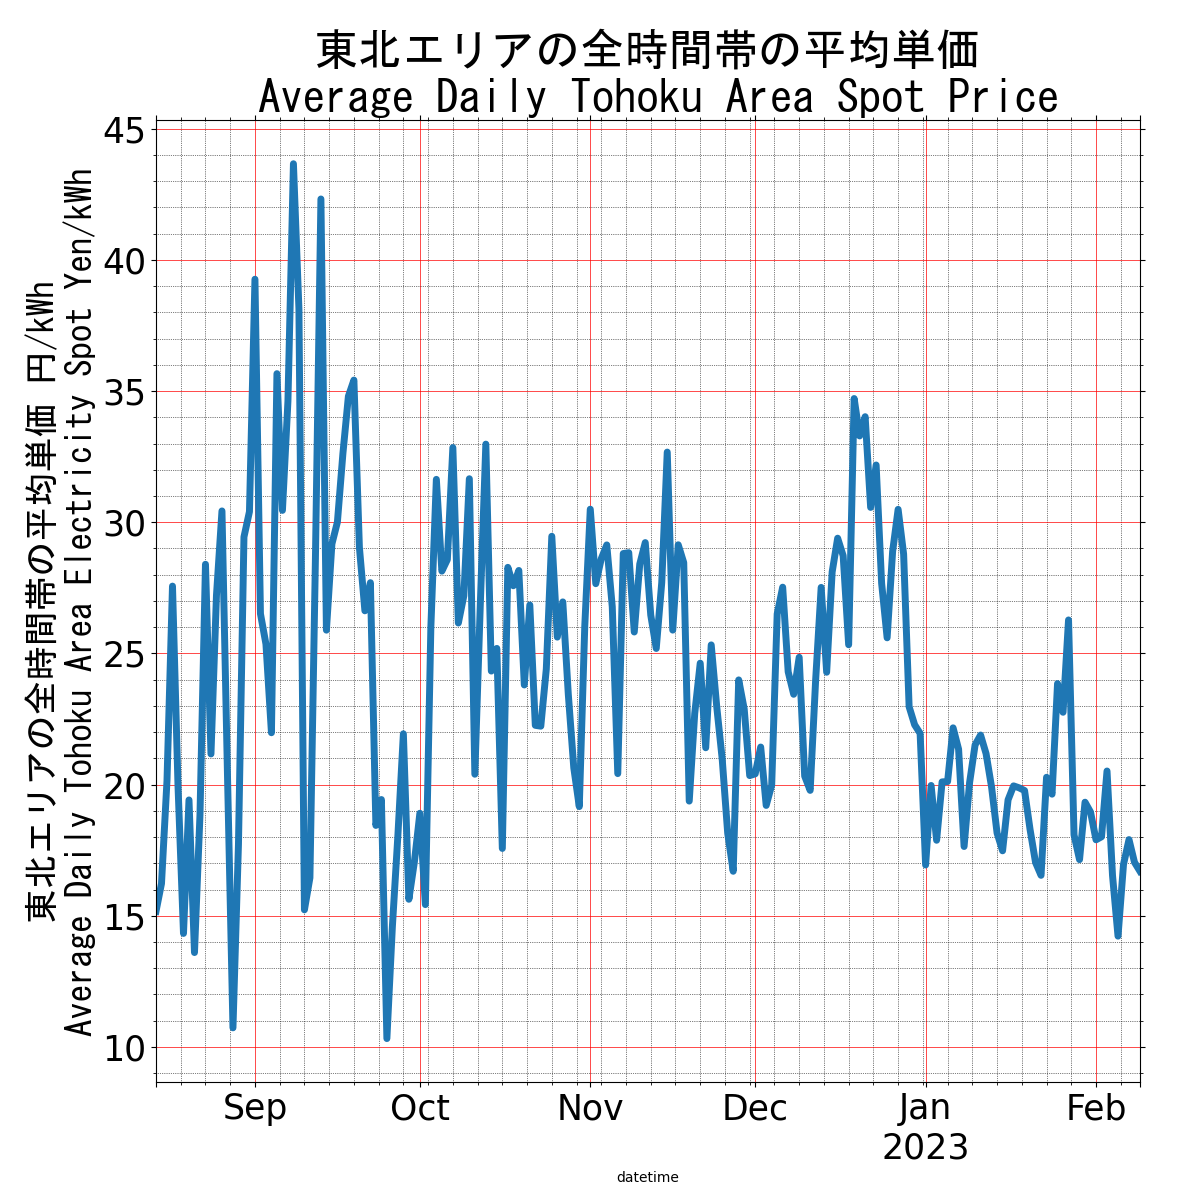 東北エリアの全時間帯の平均単価
Average Daily Tohoku Area Spot Price
東北エリアの全時間帯の平均単価 円/kWh
Average Daily Tohoku Area Electricity Spot Yen/kWh
45
40
35
30
25
20
15
10
Sep Oct Nov Dec Jan Feb
2023
datetime